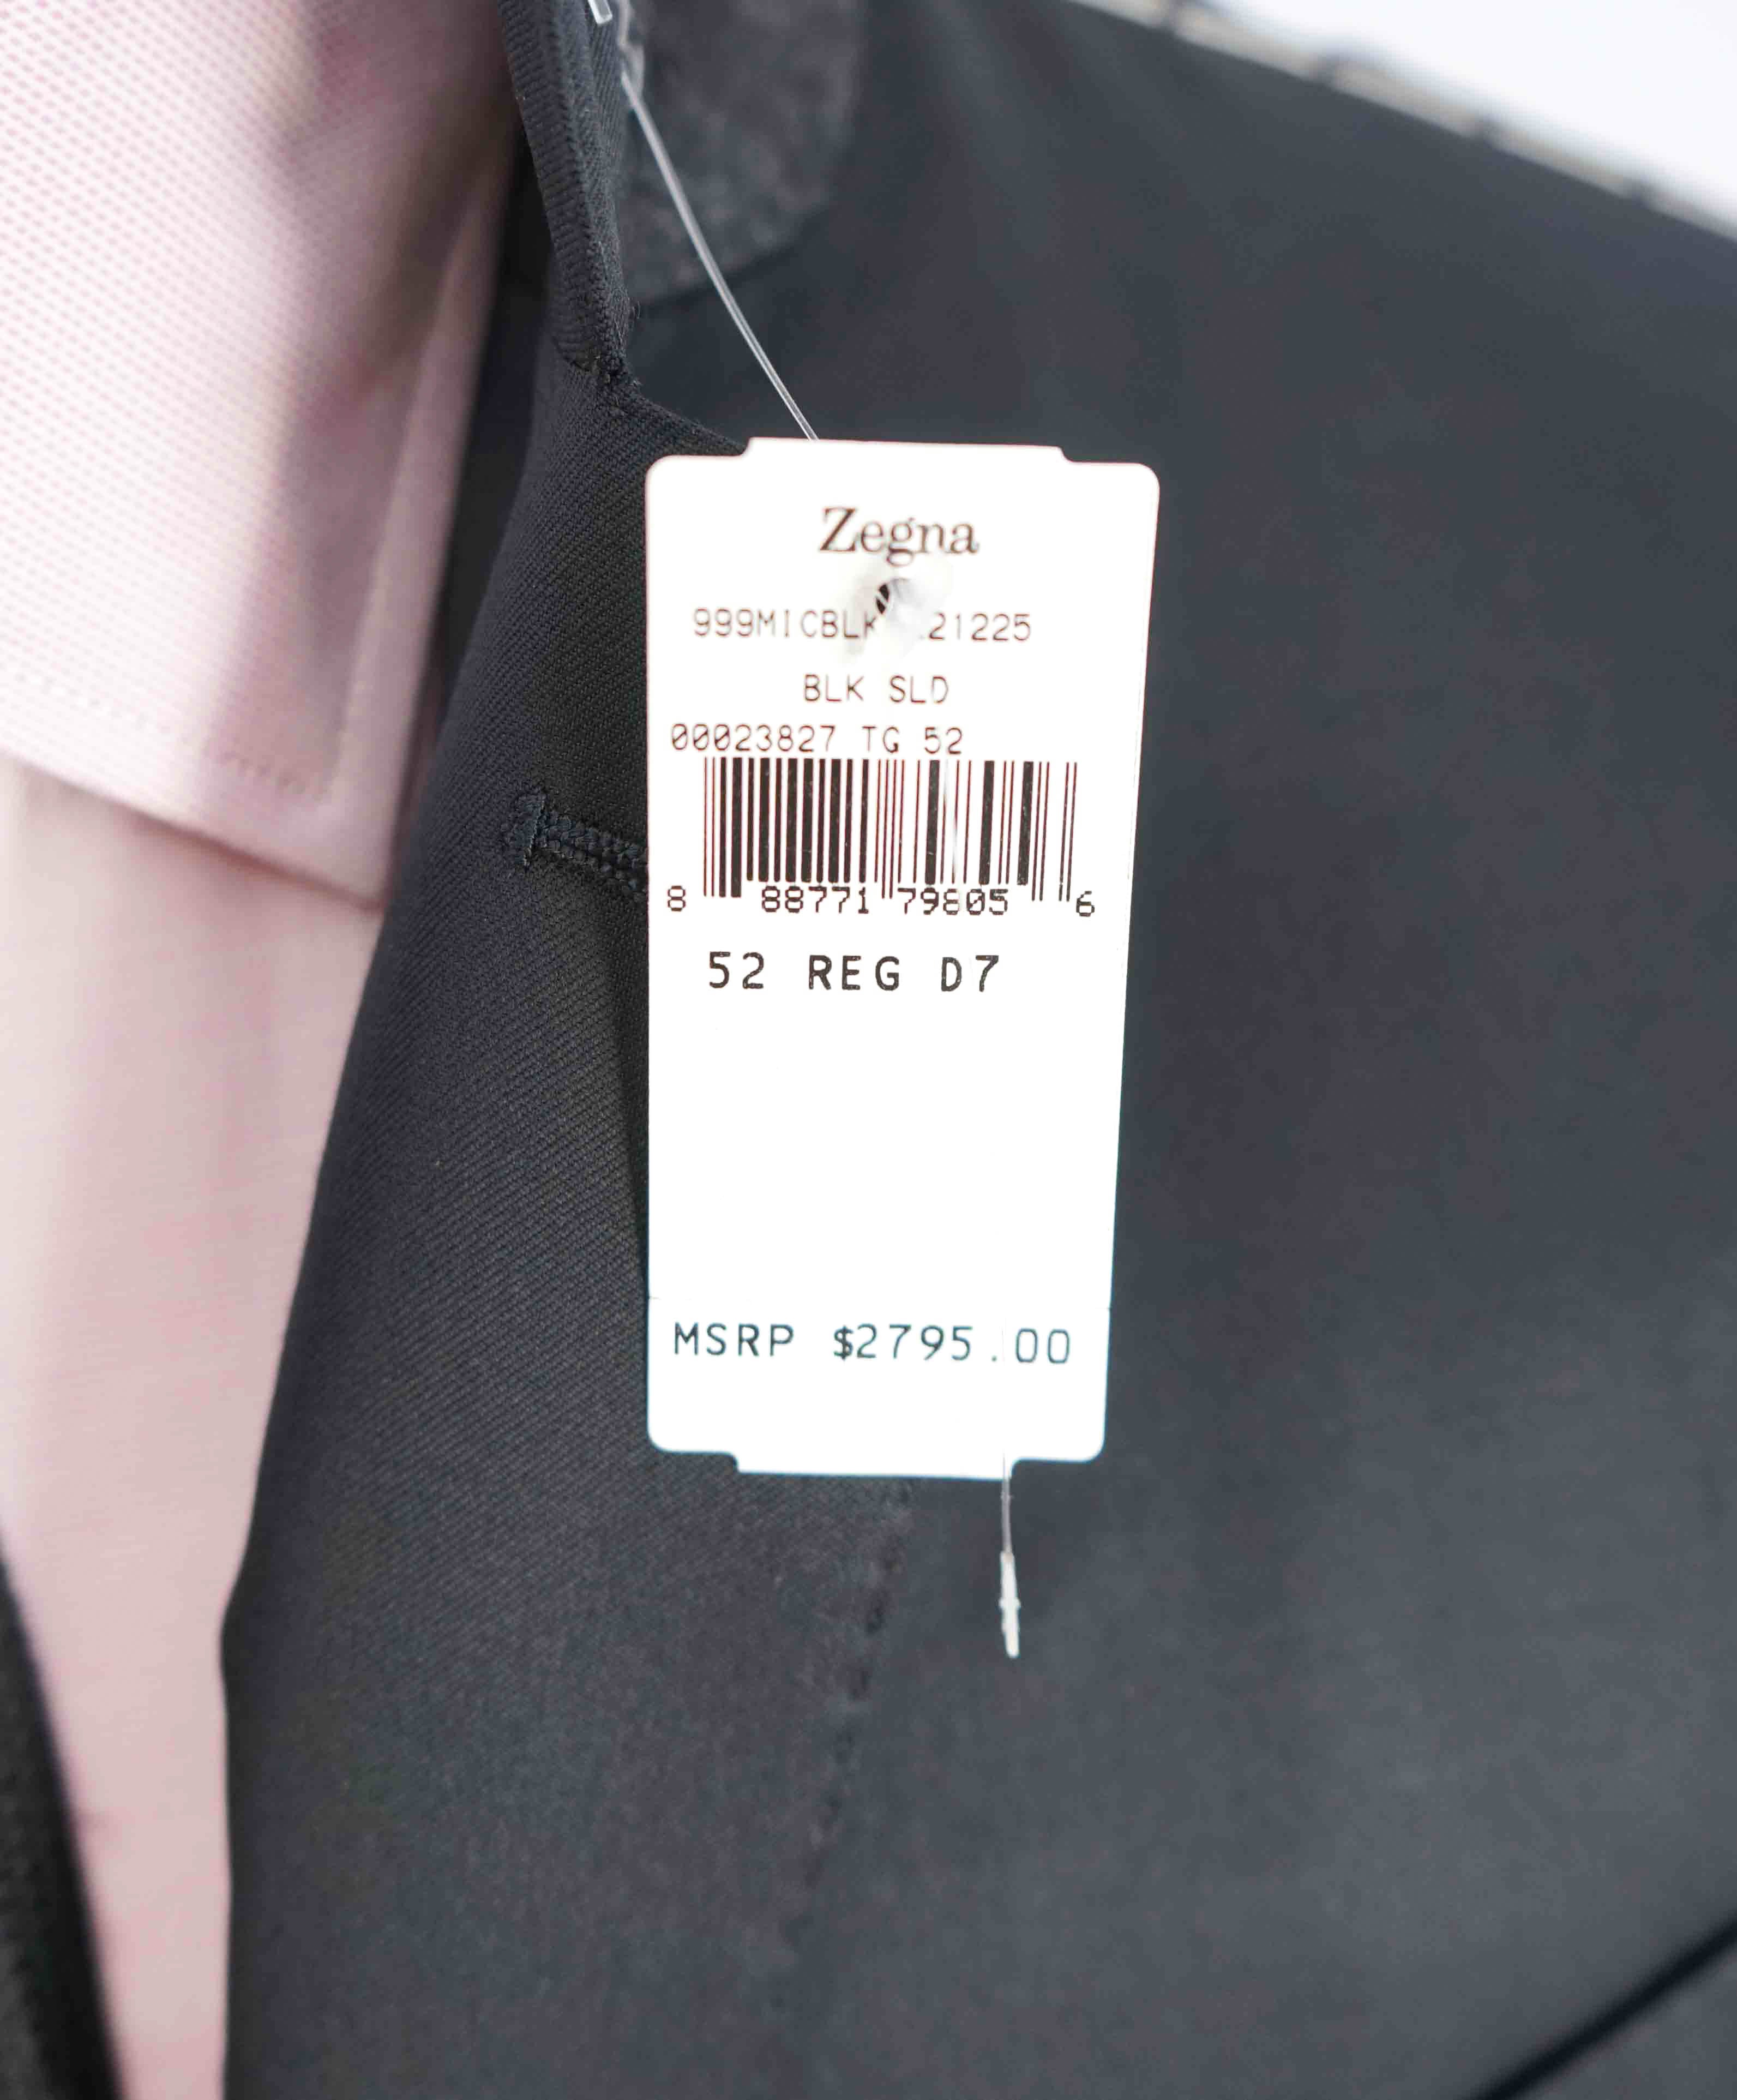 Zegna
999MICBLK 21225
BLK SLD
00023827 TG 52
8 88771 79805 6
52 REG D7
MSRP $2795.00